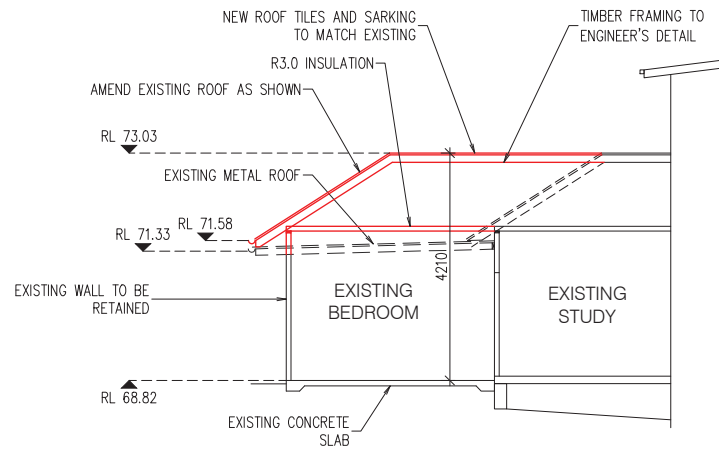 NEW ROOF TILES AND SARKING
TO MATCH EXISTING
TIMBER FRAMING TO
ENGINEER'S DETAIL
R3.0 INSULATION
AMEND EXISTING ROOF AS SHOWN
RL 73.03
EXISTING METAL ROOF
RL 71.58
RL 71.33
4210
EXISTING WALL TO BE
RETAINED
EXISTING
BEDROOM
EXISTING
STUDY
RL 68.82
EXISTING CONCRETE
SLAB